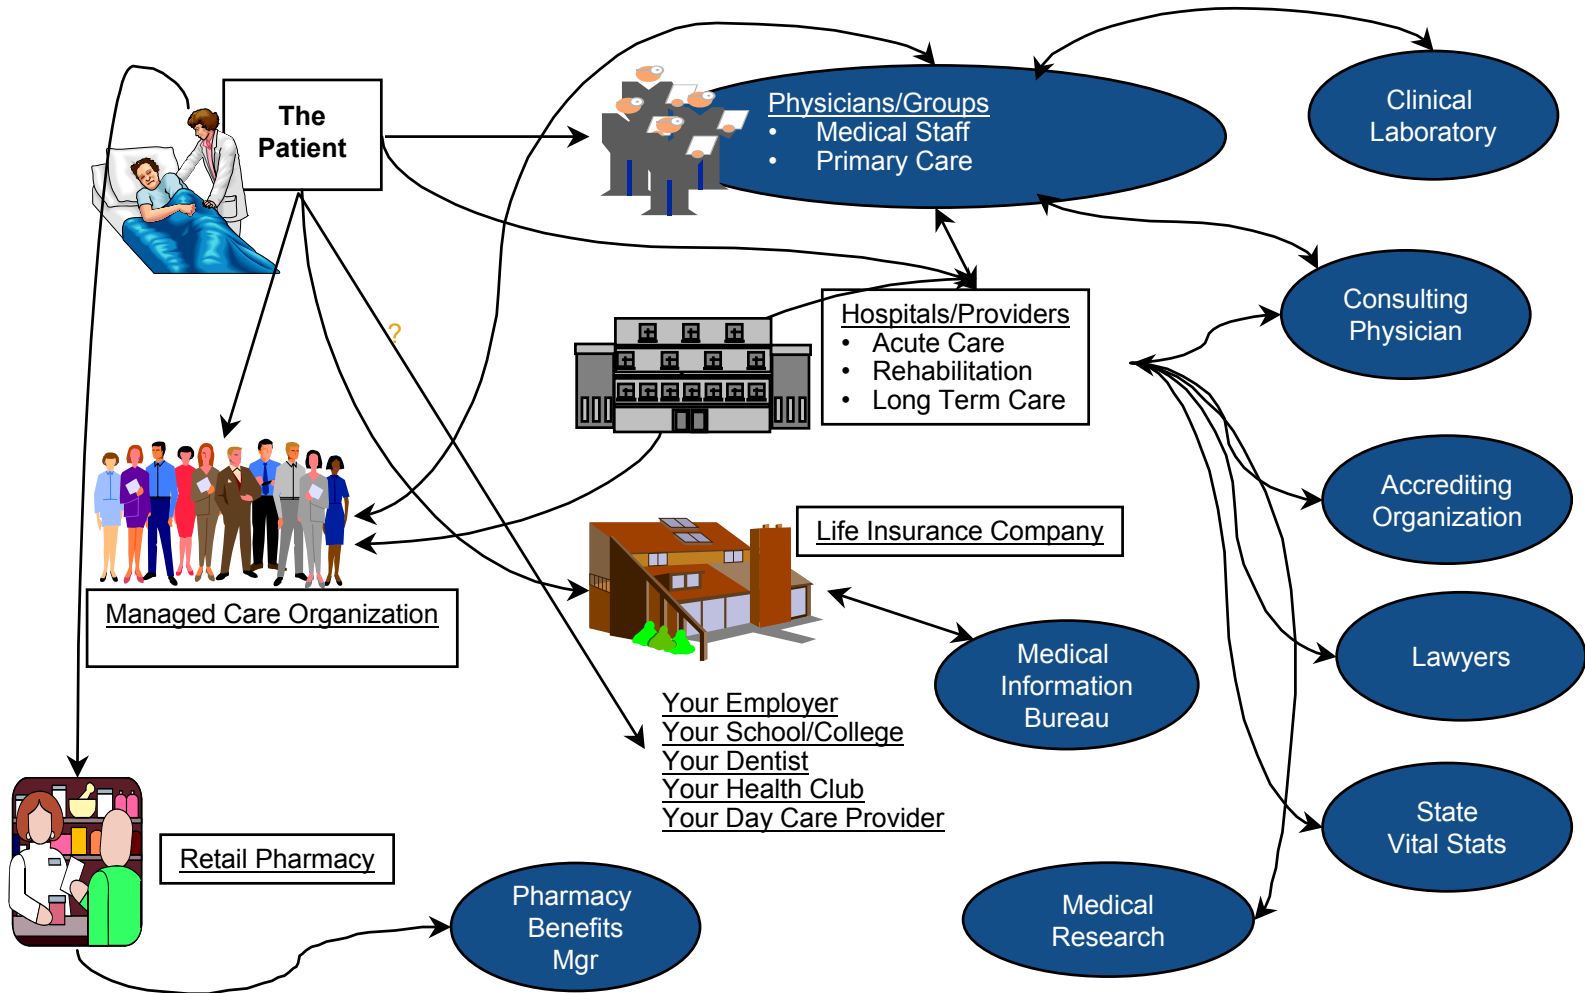 The
Patient
Physicians/Groups
• Medical Staff
• Primary Care
Clinical
Laboratory
?
Hospitals/Providers
• Acute Care
• Rehabilitation
• Long Term Care
Consulting
Physician
Accrediting
Organization
Life Insurance Company
Managed Care Organization
Medical
Information
Bureau
Lawyers
Your Employer
Your School/College
Your Dentist
Your Health Club
Your Day Care Provider
State
Vital Stats
Retail Pharmacy
Pharmacy
Benefits
Mgr
Medical
Research